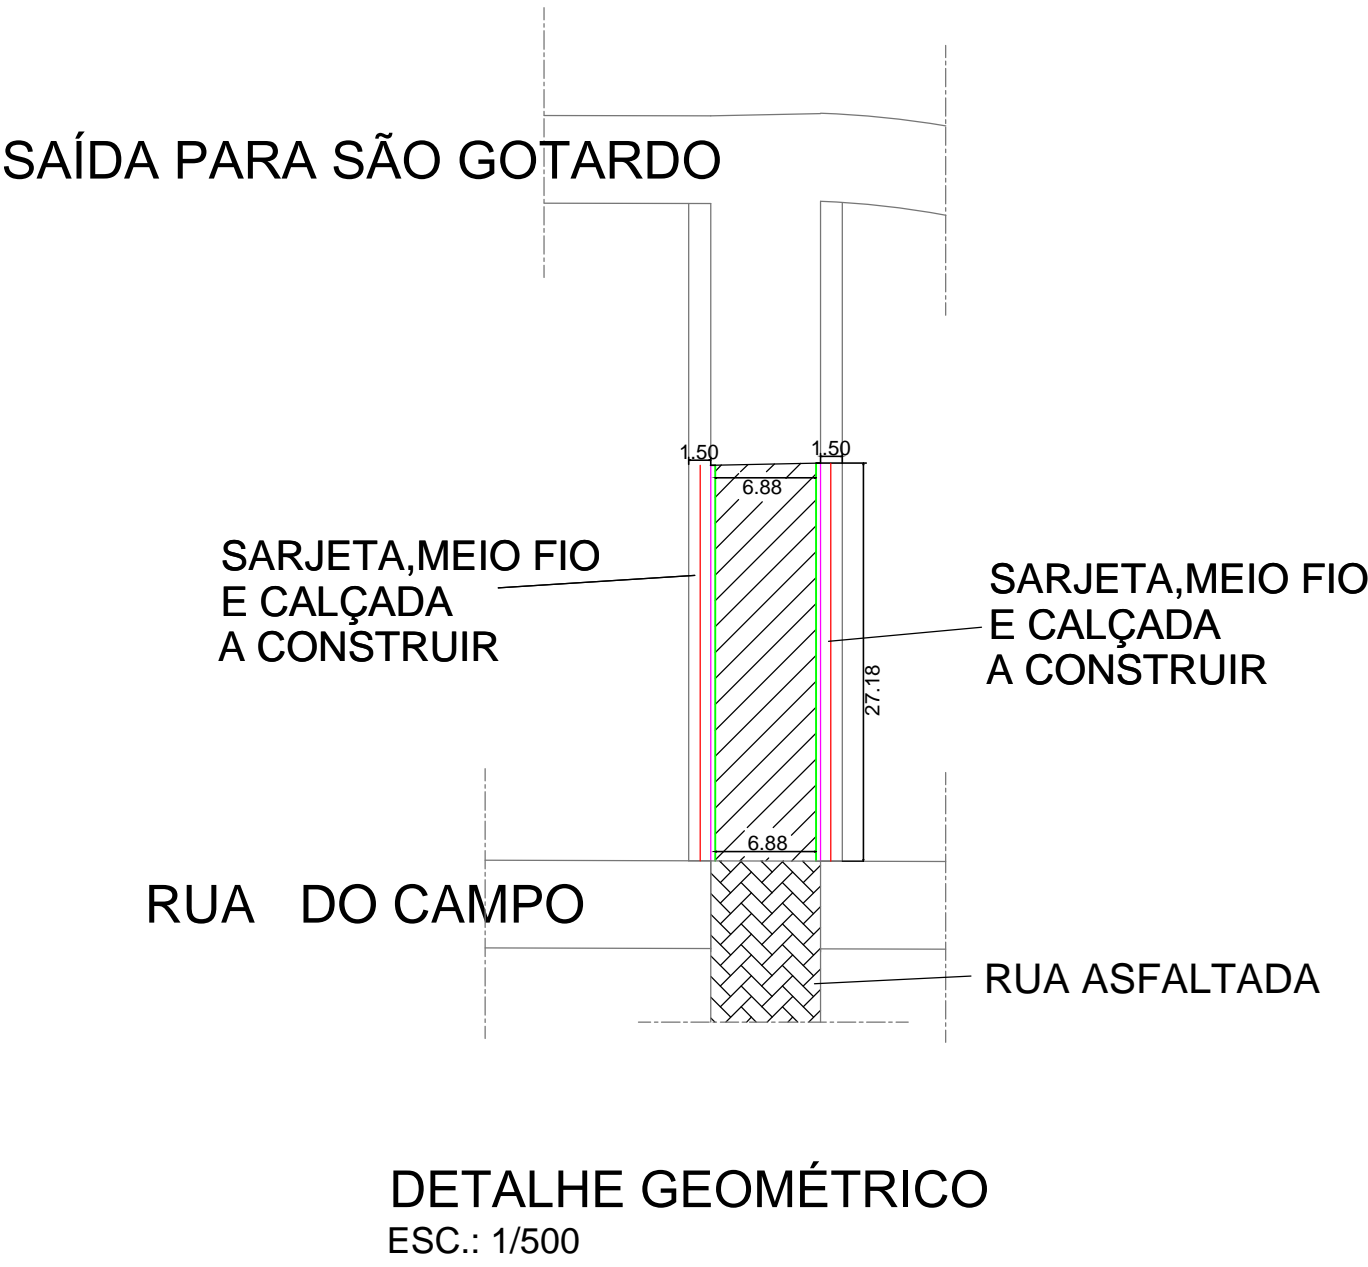 SAÍDA PARA SÃO GOTARDO
1.50
1.50
6.88
SARJETA,MEIO FIO
E CALÇADA
A CONSTRUIR
SARJETA,MEIO FIO
E CALÇADA
A CONSTRUIR
27.18
6.88
RUA DO CAMPO
RUA ASFALTADA
DETALHE GEOMÉTRICO
ESC.: 1/500